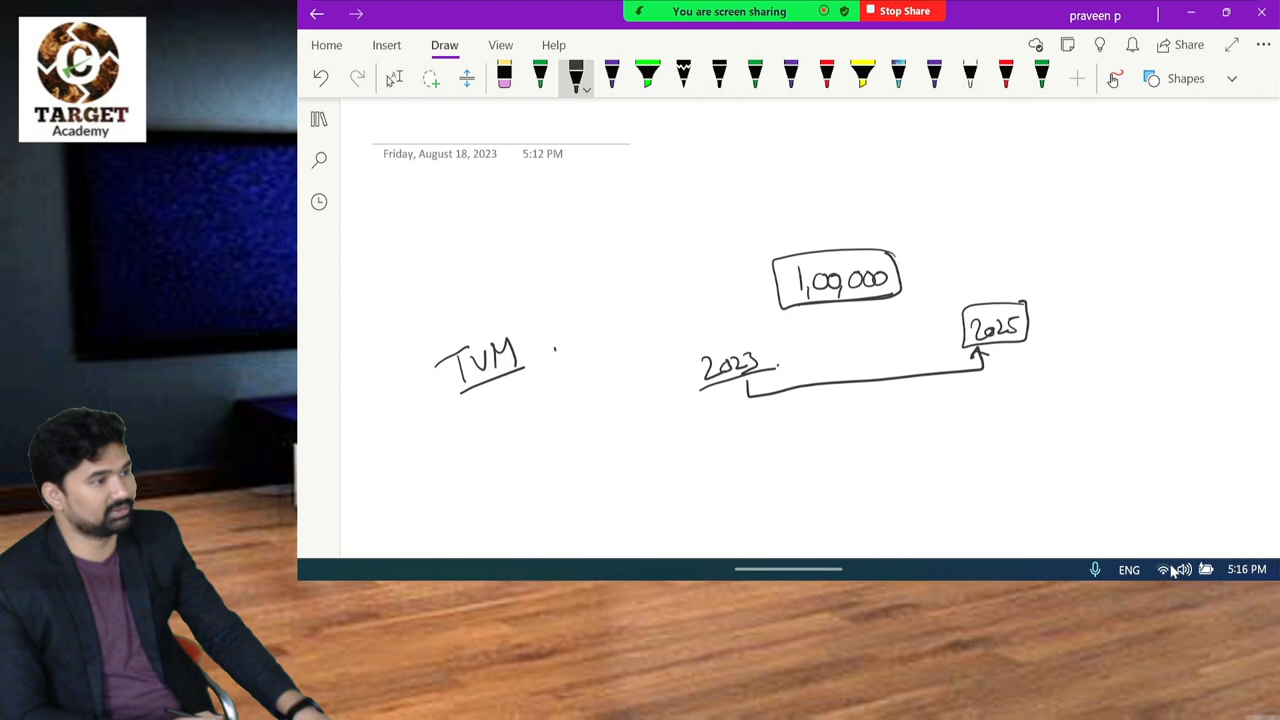 You are screen sharing
Stop Share
praveen p
Home Insert Draw View Help
Share
Shapes
TARGET
Academy
Friday, August 18, 2023 5:12 PM
1,00,000
2025
TVM
2023
ENG
5:16 PM